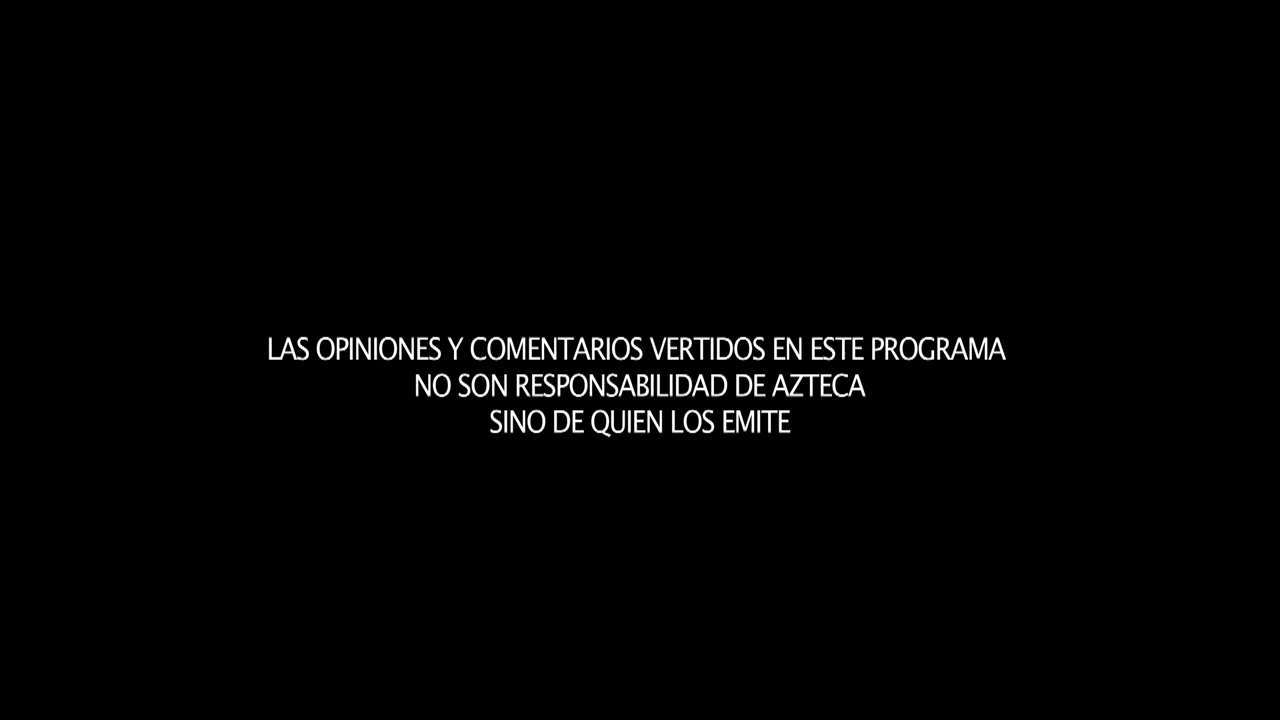 LAS OPINIONES Y COMENTARIOS VERTIDOS EN ESTE PROGRAMA
NO SON RESPONSABILIDAD DE AZTECA
SINO DE QUIEN LOS EMITE